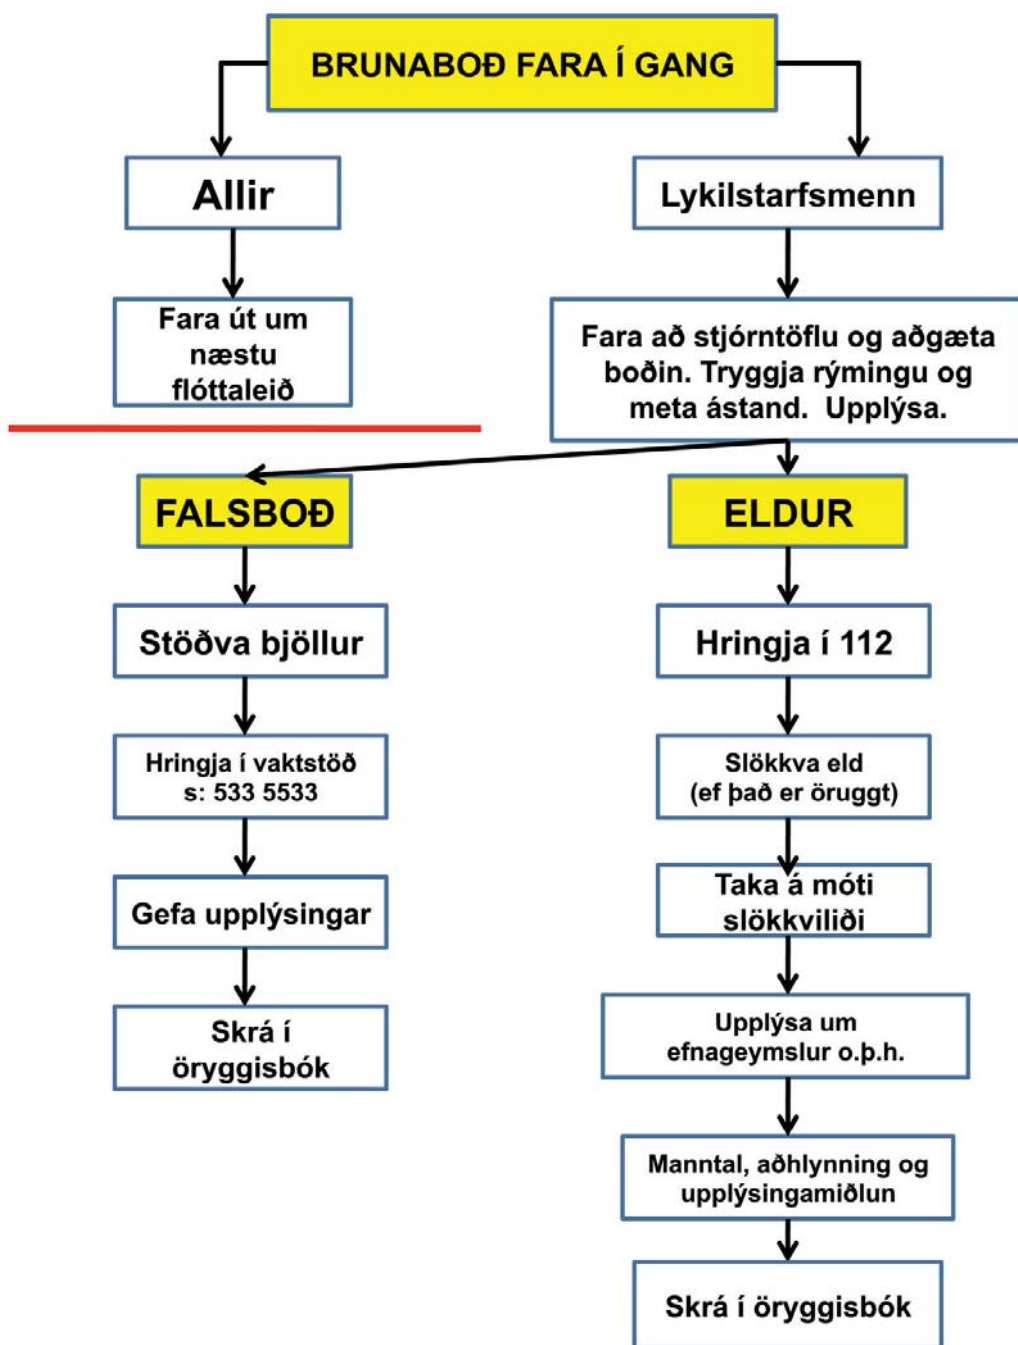 BRUNABOÐ FARA Í GANG
Allir
Fara út um
næstu
flóttaleið
Lykilstarfsmenn
Fara að stjórntöflu og aðgæta
boðin. Tryggja rýmingu og
meta ástand.  Upplýsa.
FALSBOÐ
Stöðva bjöllur
Hringja í vaktstöð
s: 533 5533
Gefa upplýsingar
Skrá í
öryggisbók
ELDUR
Hringja í 112
Slökkva eld
(ef það er öruggt)
Taka á móti
slökkviliði
Upplýsa um
efnageymslur o.þ.h.
Manntal, aðhlynning og
upplýsingamiðlun
Skrá í öryggisbók